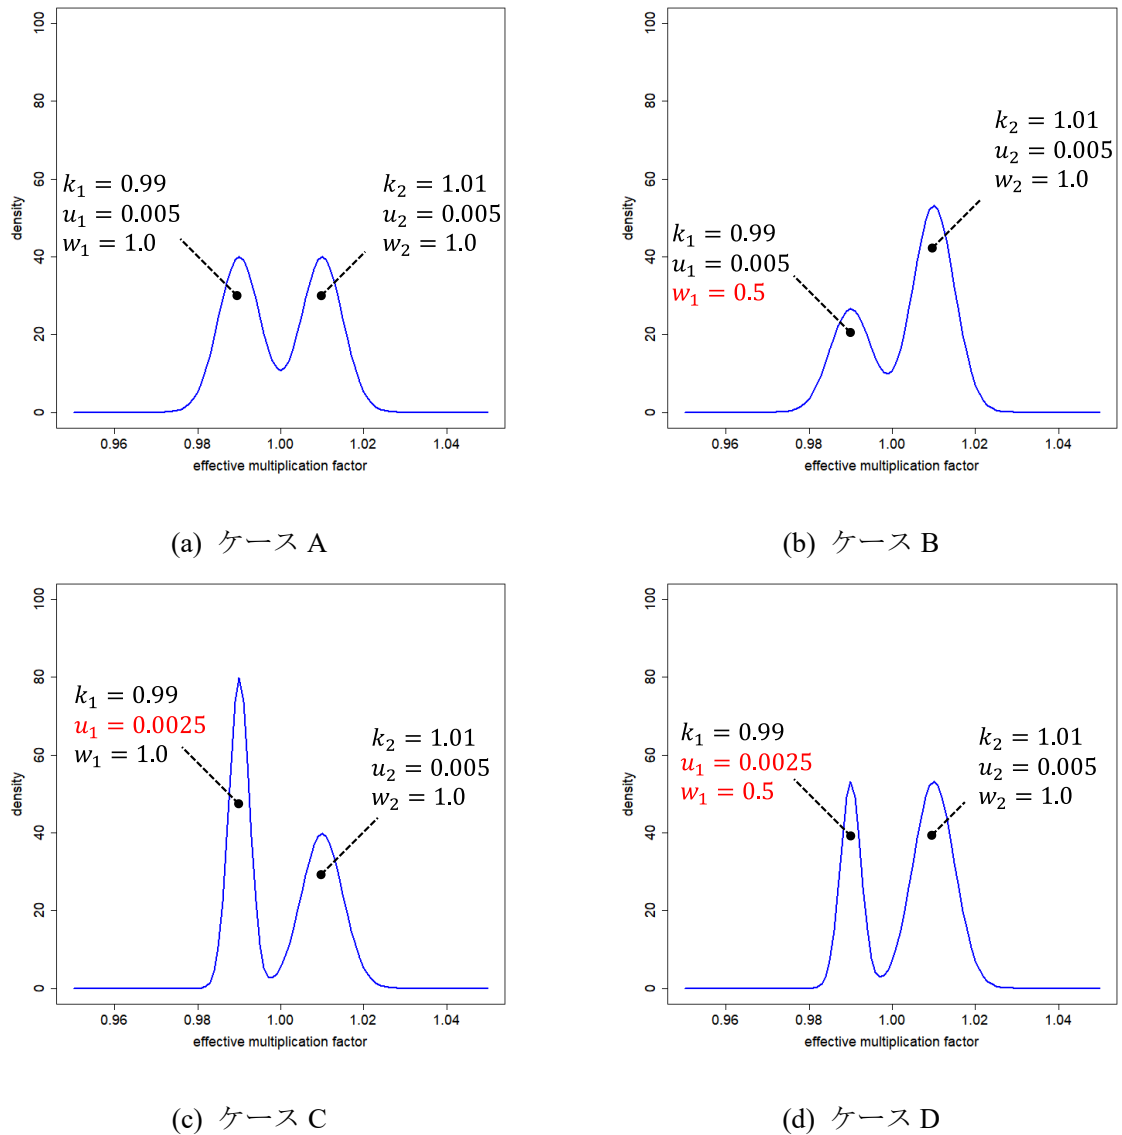 100
80
60
40
20
0
density
k₁ = 0.99
u₁ = 0.005
w₁ = 1.0
k₂ = 1.01
u₂ = 0.005
w₂ = 1.0
0.96 0.98 1.00 1.02 1.04
effective multiplication factor
(a) ケース A
100
80
60
40
20
0
density
k₁ = 0.99
u₁ = 0.005
w₁ = 0.5
k₂ = 1.01
u₂ = 0.005
w₂ = 1.0
0.96 0.98 1.00 1.02 1.04
effective multiplication factor
(b) ケース B
100
80
60
40
20
0
density
k₁ = 0.99
u₁ = 0.0025
w₁ = 1.0
k₂ = 1.01
u₂ = 0.005
w₂ = 1.0
0.96 0.98 1.00 1.02 1.04
effective multiplication factor
(c) ケース C
100
80
60
40
20
0
density
k₁ = 0.99
u₁ = 0.0025
w₁ = 0.5
k₂ = 1.01
u₂ = 0.005
w₂ = 1.0
0.96 0.98 1.00 1.02 1.04
effective multiplication factor
(d) ケース D